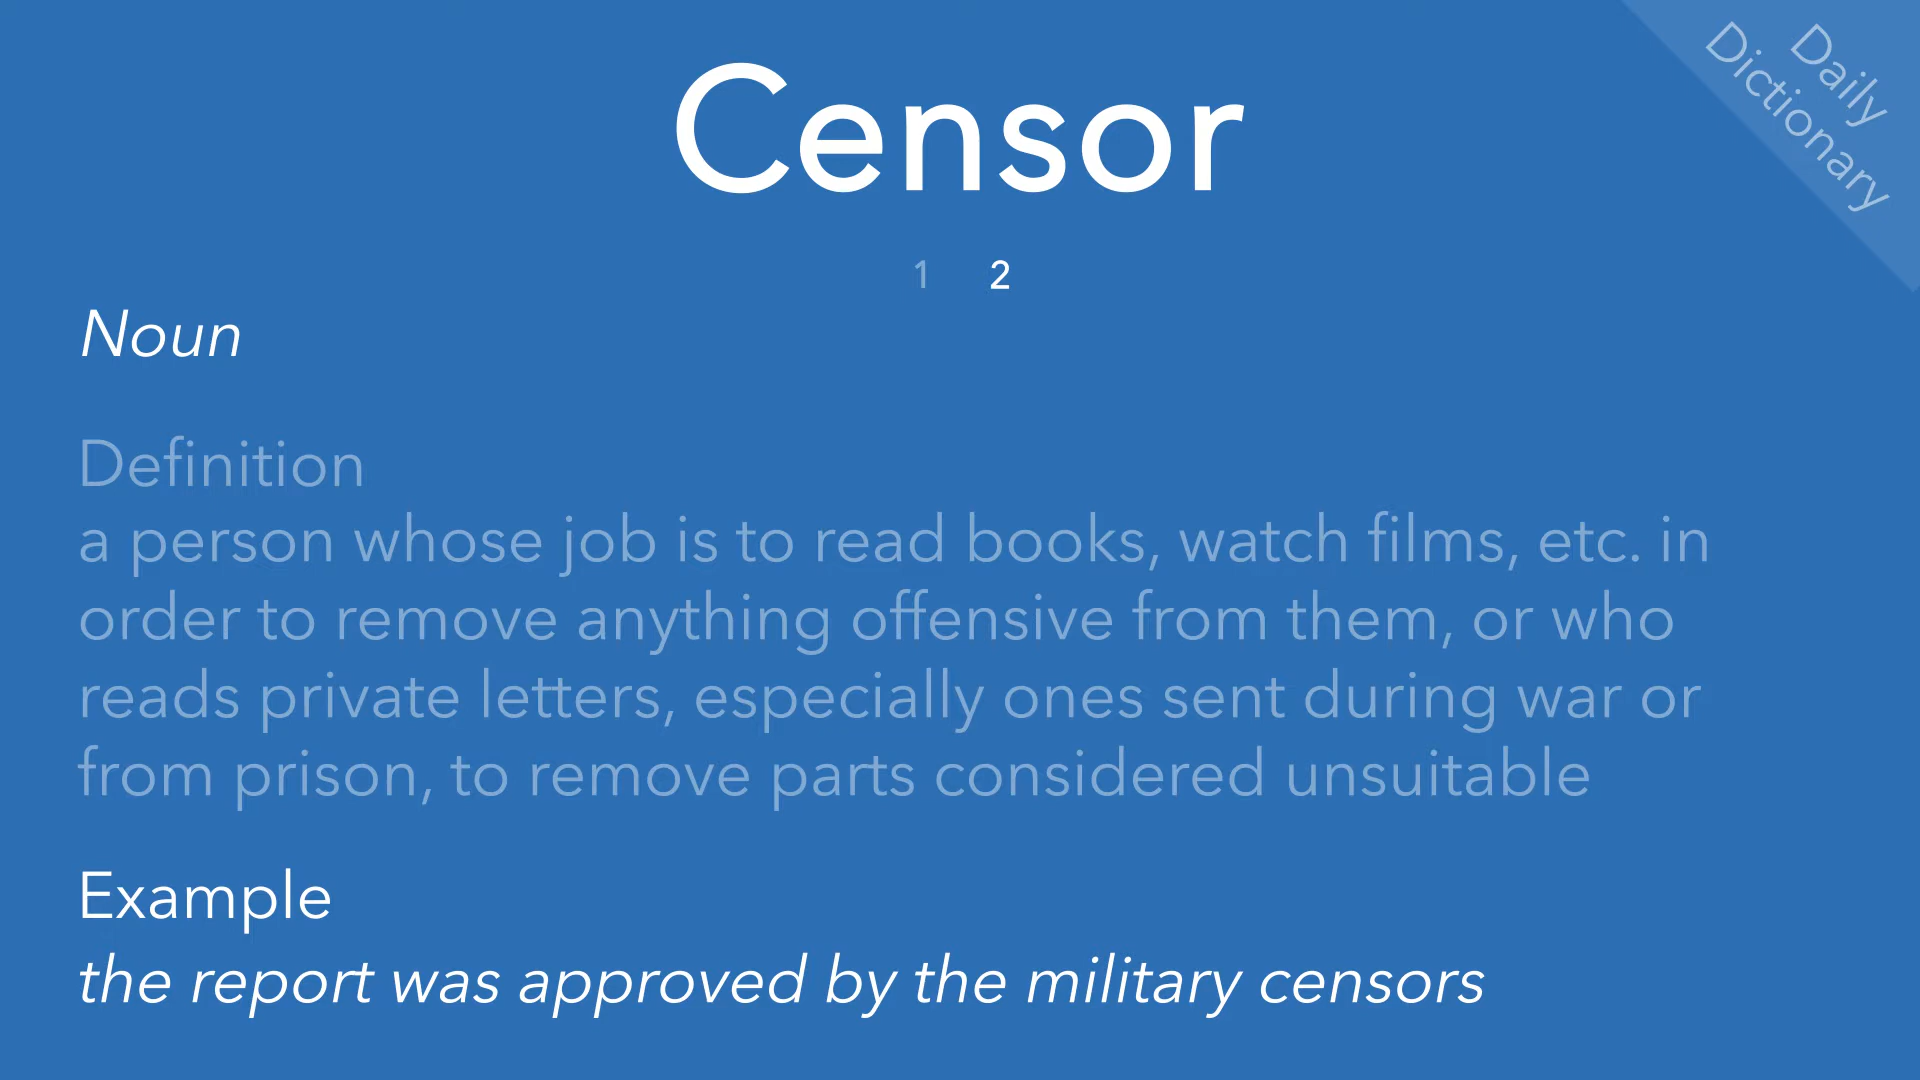 Censor
Daily
Dictionary
1 2
Noun
Definition
a person whose job is to read books, watch films, etc. in
order to remove anything offensive from them, or who
reads private letters, especially ones sent during war or
from prison, to remove parts considered unsuitable
Example
the report was approved by the military censors